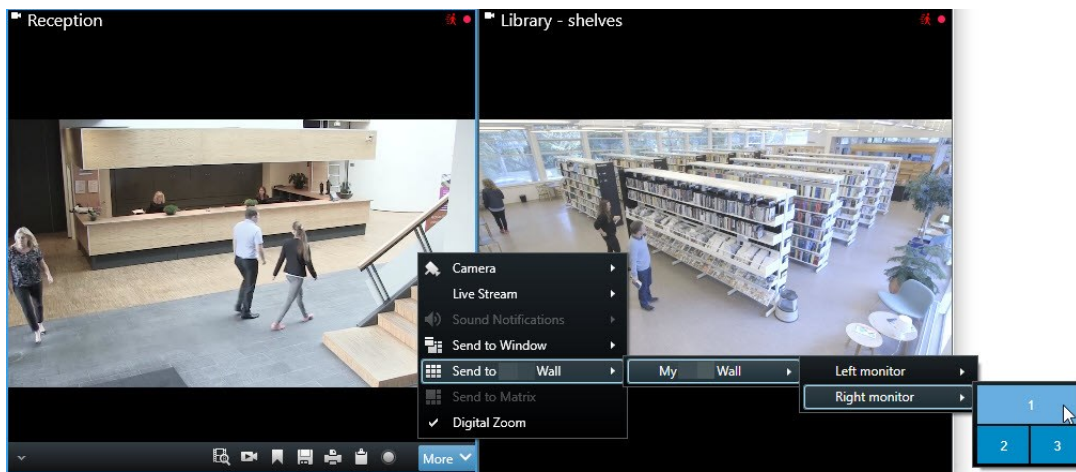 Reception
Library - shelves
Camera
Live Stream
Sound Notifications
Send to Window
Send to Wall
My Wall
Left monitor
Send to Matrix
Right monitor
Digital Zoom
1
2 3
More